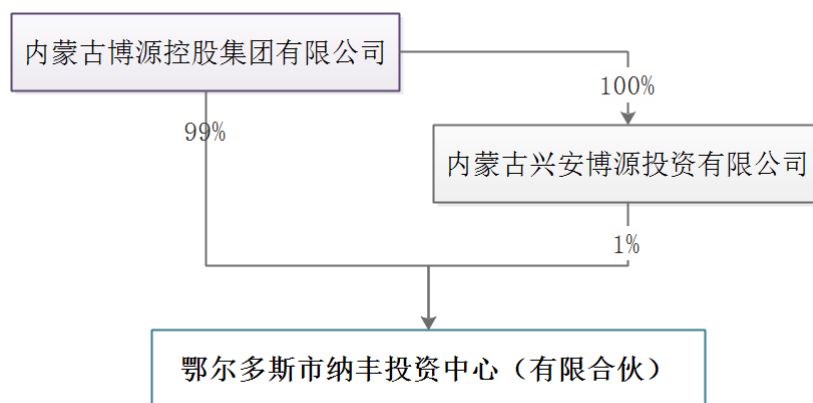 内蒙古博源控股集团有限公司
100%
99%
内蒙古兴安博源投资有限公司
1%
鄂尔多斯市纳丰投资中心（有限合伙）